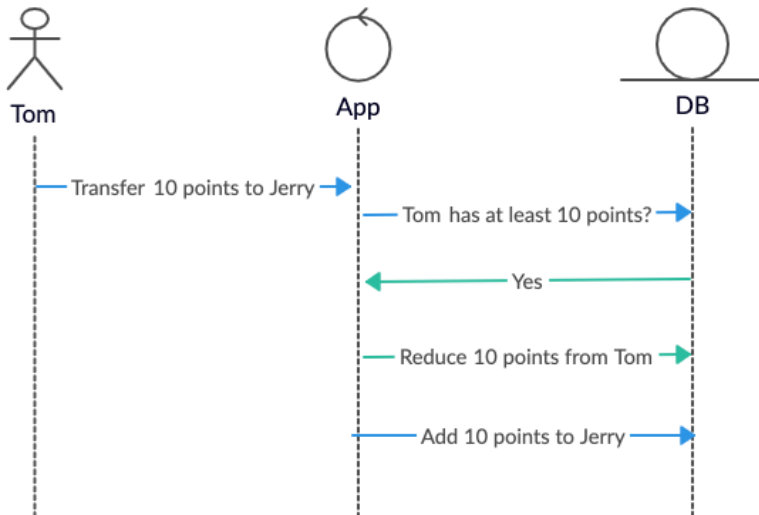 Tom
App
DB
Transfer 10 points to Jerry
Tom has at least 10 points?
Yes
Reduce 10 points from Tom
Add 10 points to Jerry